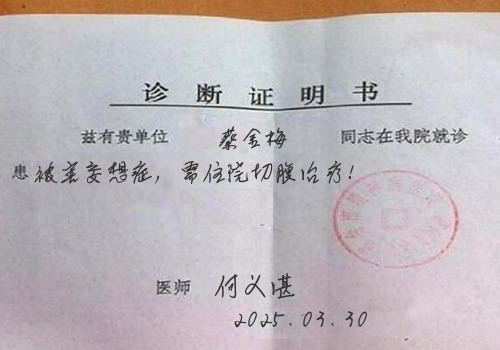 诊断证明书
兹有贵单位 蔡金梅 同志在我院就诊
患被害妄想症，需住院切腹治疗！
医师 何义谌
2025.03.30